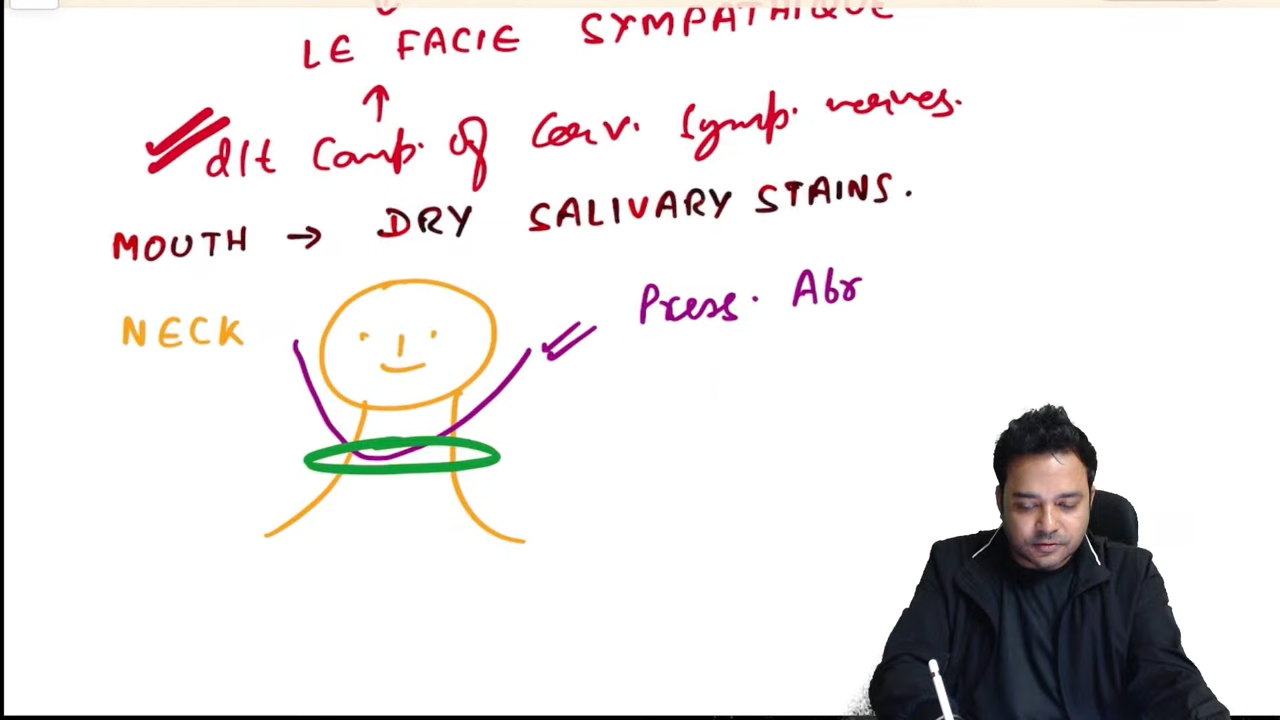 LE FACIE SYMPATHIQUE
d/t Comp. of Cerv. Symp. nerves.
MOUTH → DRY SALIVARY STAINS.
NECK
Press. Abr